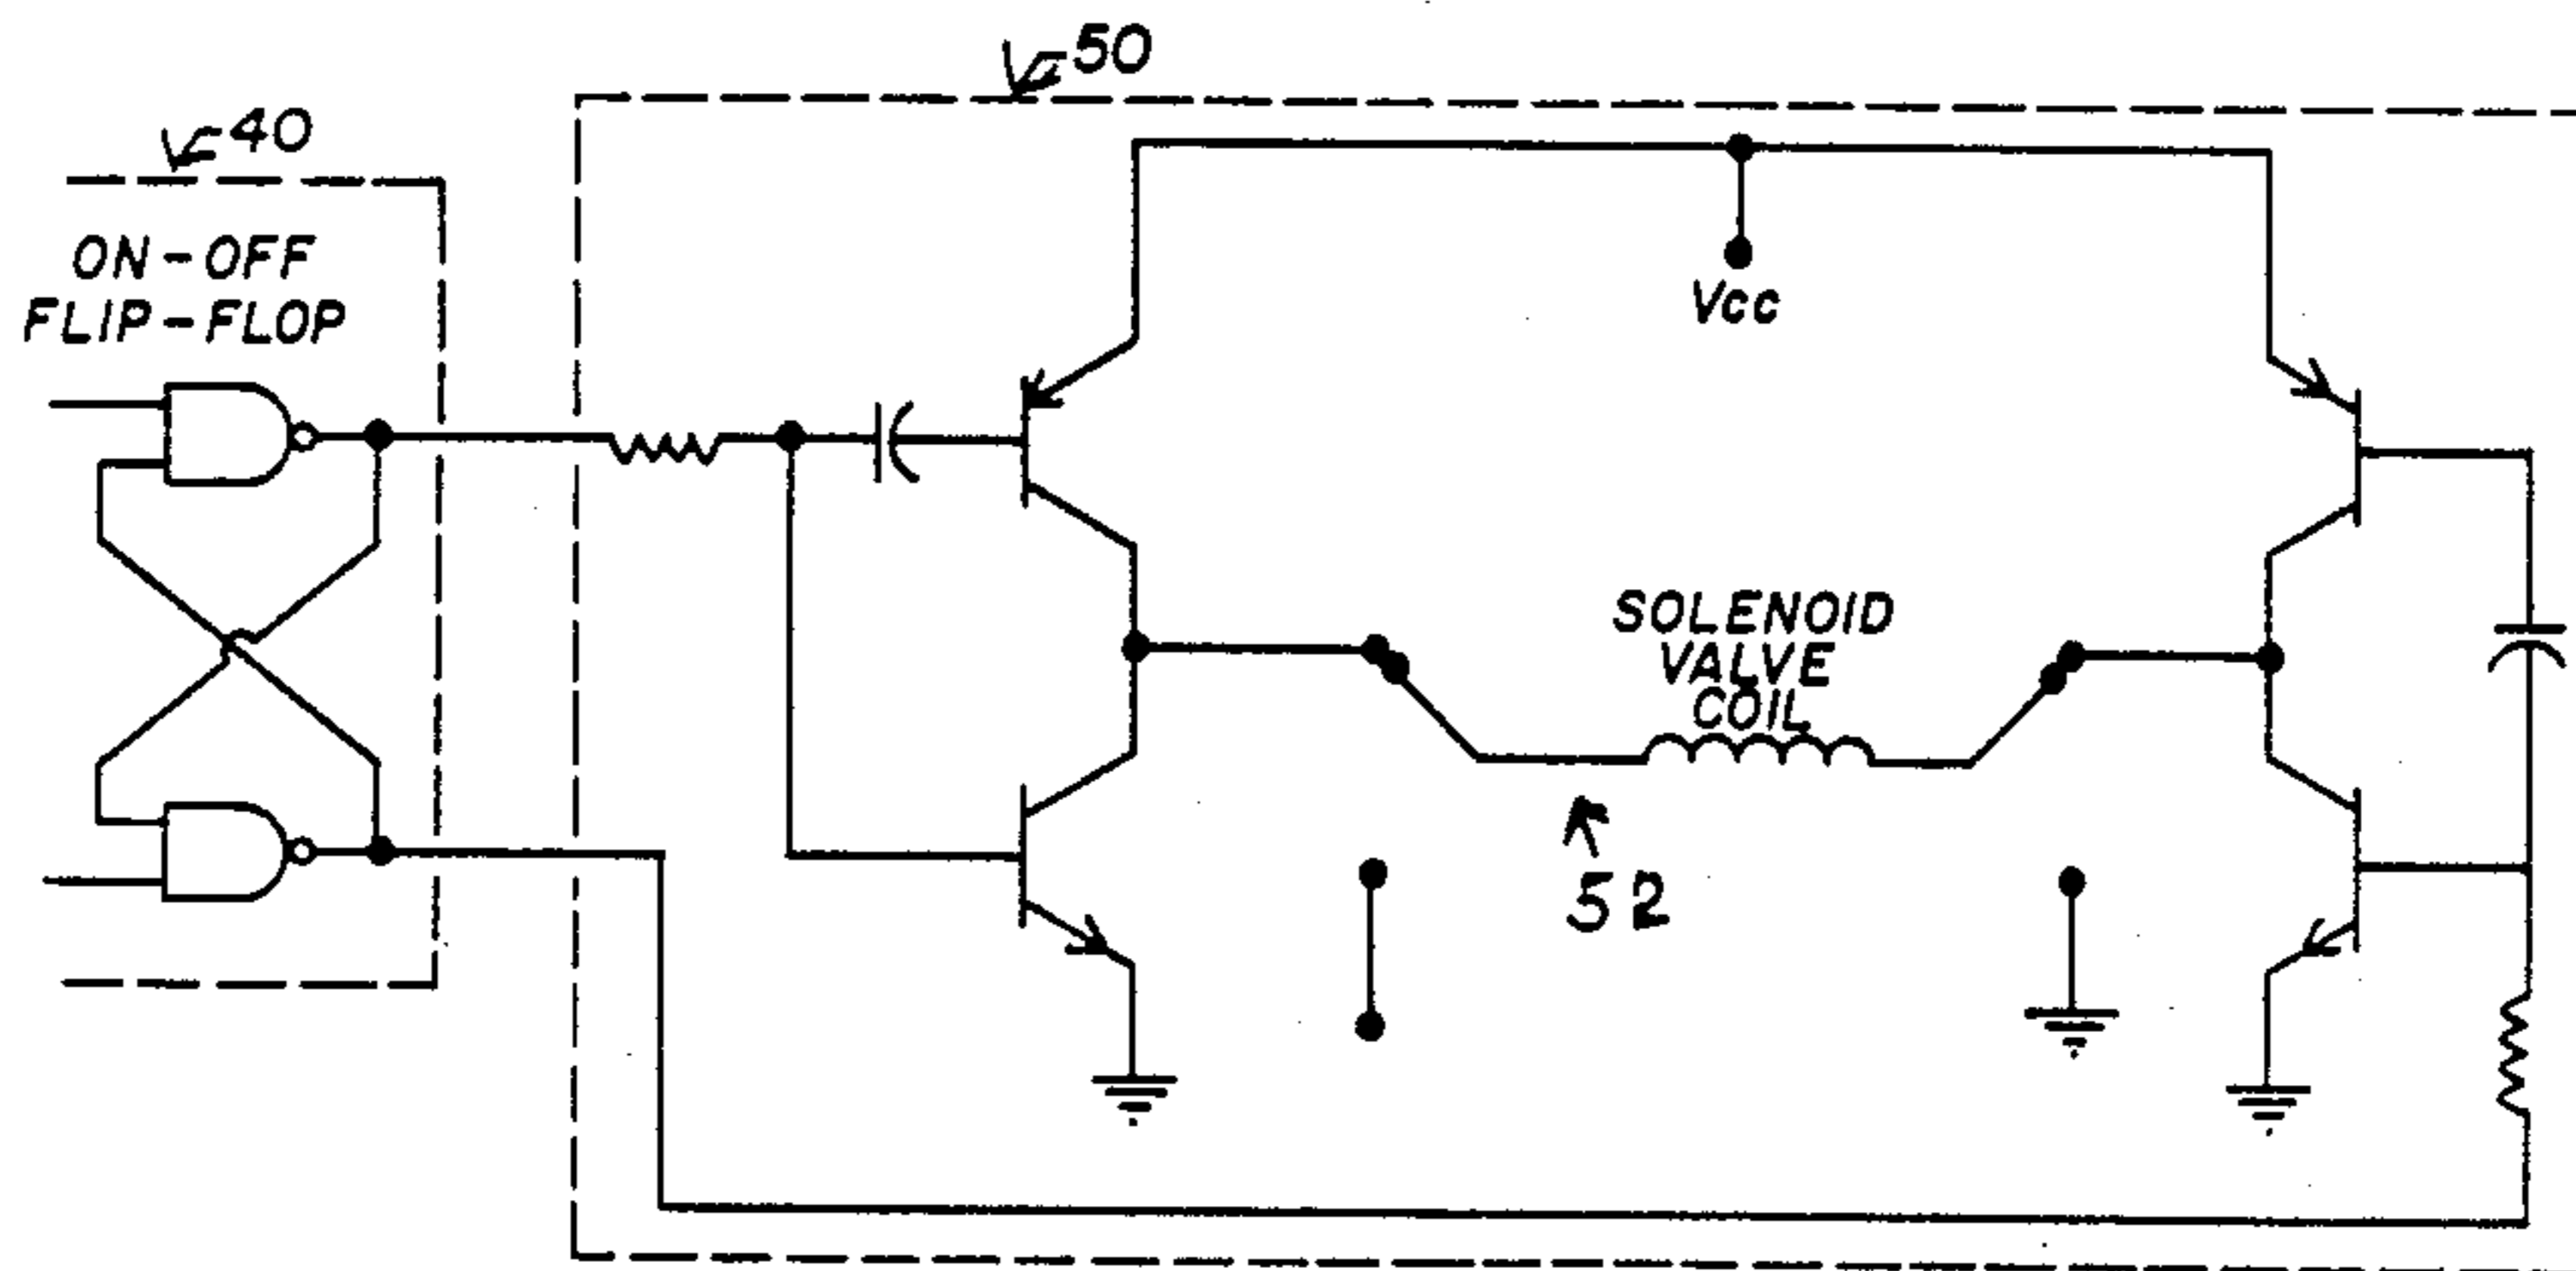 50
40
ON-OFF
FLIP-FLOP
Vcc
SOLENOID
VALVE
COIL
52